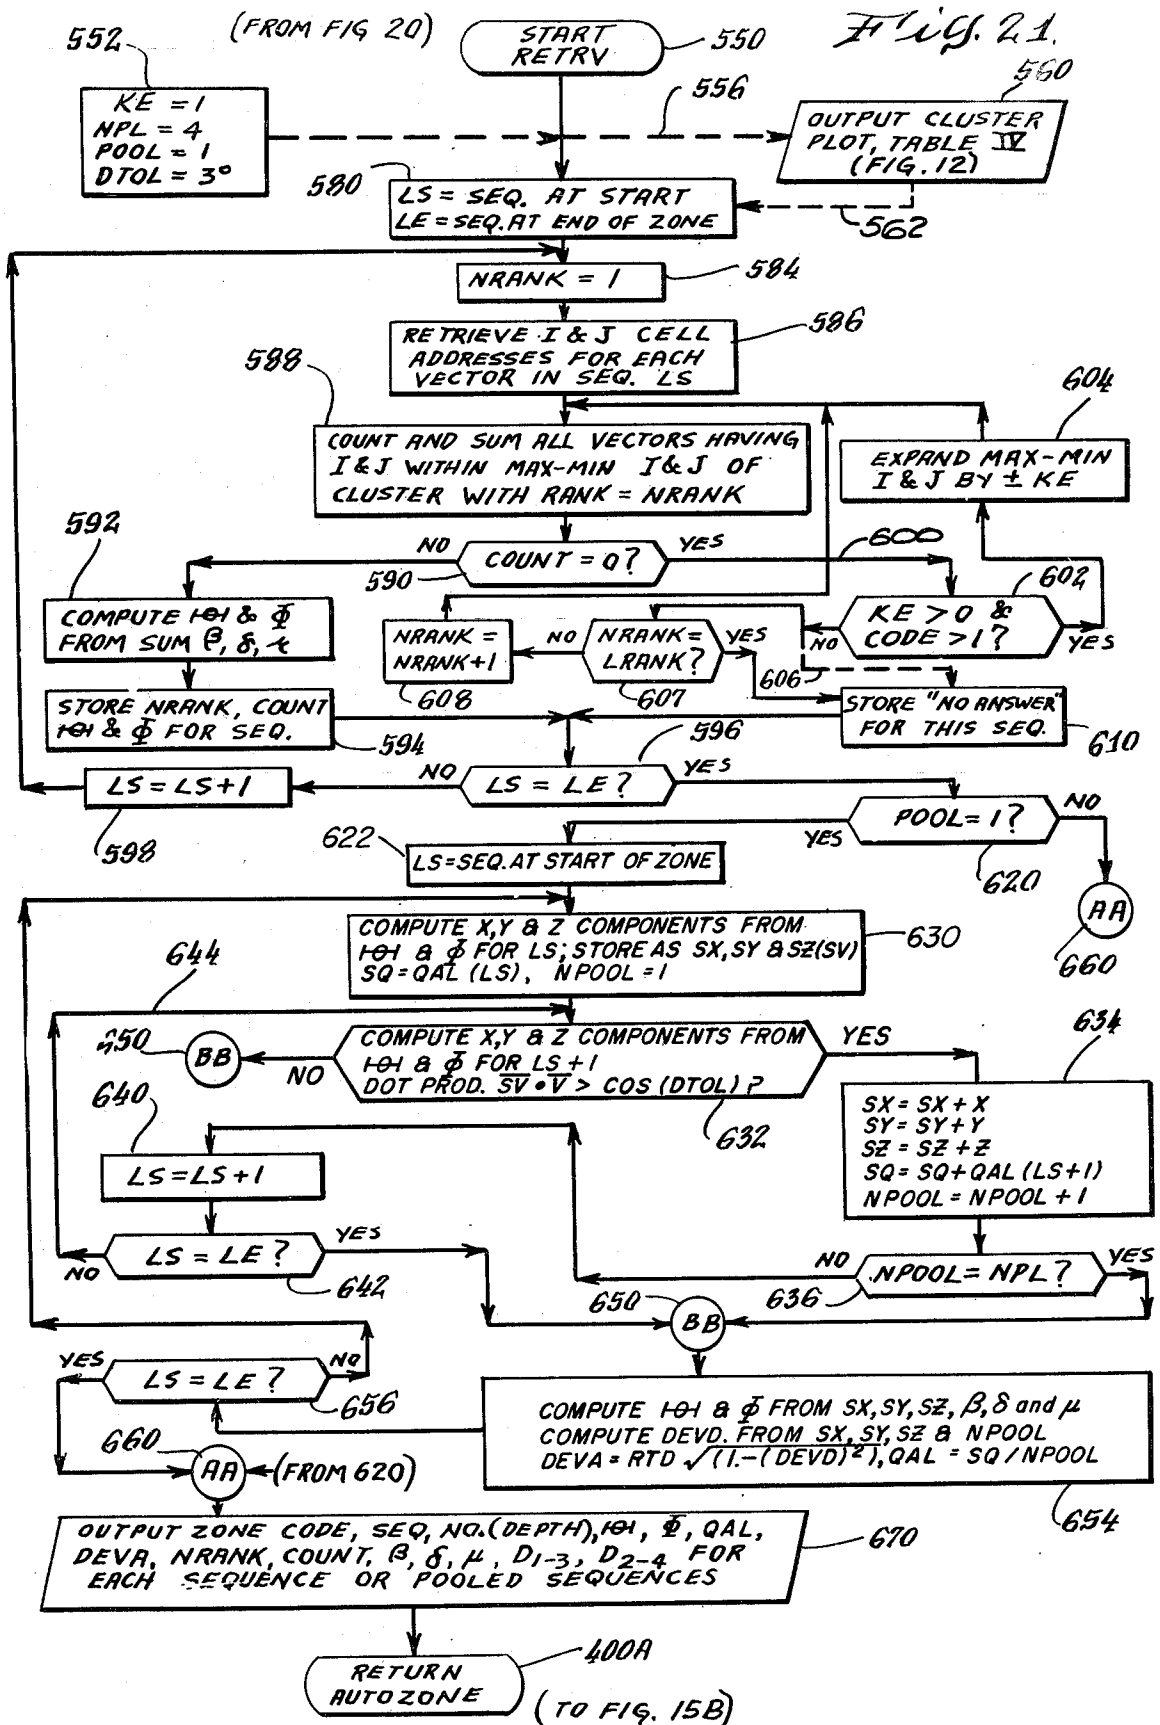 552
(FROM FIG 20)
START
RETRV
550
Fig. 21.
KE = 1
NPL = 4
POOL = 1
DTOL = 3°
556
560
OUTPUT CLUSTER
PLOT, TABLE IV
(FIG. 12)
562
580
LS = SEQ. AT START
LE = SEQ. AT END OF ZONE
NRANK = 1
584
RETRIEVE I & J CELL
ADDRESSES FOR EACH
VECTOR IN SEQ. LS
586
588
COUNT AND SUM ALL VECTORS HAVING
I & J WITHIN MAX-MIN I & J OF
CLUSTER WITH RANK = NRANK
604
EXPAND MAX-MIN
I & J BY ± KE
592
NO
COUNT = 0?
YES
590
600
602
COMPUTE Θ & Φ
FROM SUM β, δ, μ
NRANK =
NRANK+1
608
NO
NRANK=
LRANK?
YES
607
KE > 0 &
CODE >1?
NO
YES
606
STORE NRANK, COUNT
Θ & Φ FOR SEQ.
594
STORE "NO ANSWER"
FOR THIS SEQ.
610
596
LS = LS+1
598
NO
LS = LE?
YES
POOL = 1?
YES
NO
620
622
LS=SEQ. AT START OF ZONE
AA
660
COMPUTE X,Y & Z COMPONENTS FROM
Θ & Φ FOR LS; STORE AS SX, SY & SZ(SV)
SQ=QAL (LS), NPOOL = 1
630
644
650
BB
NO
COMPUTE X,Y & Z COMPONENTS FROM
Θ & Φ FOR LS + 1
DOT PROD. SV • V > COS (DTOL) ?
YES
632
634
SX = SX + X
SY = SY + Y
SZ = SZ + Z
SQ = SQ + QAL (LS+1)
NPOOL = NPOOL + 1
640
LS = LS + 1
LS = LE ?
YES
NO
642
NO
NPOOL = NPL ?
YES
636
650
BB
YES
LS = LE ?
NO
656
COMPUTE Θ & Φ FROM SX, SY, SZ, β, δ and μ
COMPUTE DEVD. FROM SX, SY, SZ & NPOOL
DEVA = RTD √(1.-(DEVD)²), QAL = SQ / NPOOL
654
660
AA
(FROM 620)
OUTPUT ZONE CODE, SEQ, NO.(DEPTH), Θ, Φ, QAL,
DEVA, NRANK, COUNT, β, δ, μ, D1-3, D2-4 FOR
EACH SEQUENCE OR POOLED SEQUENCES
670
RETURN
AUTOZONE
400A
(TO FIG. 15B)